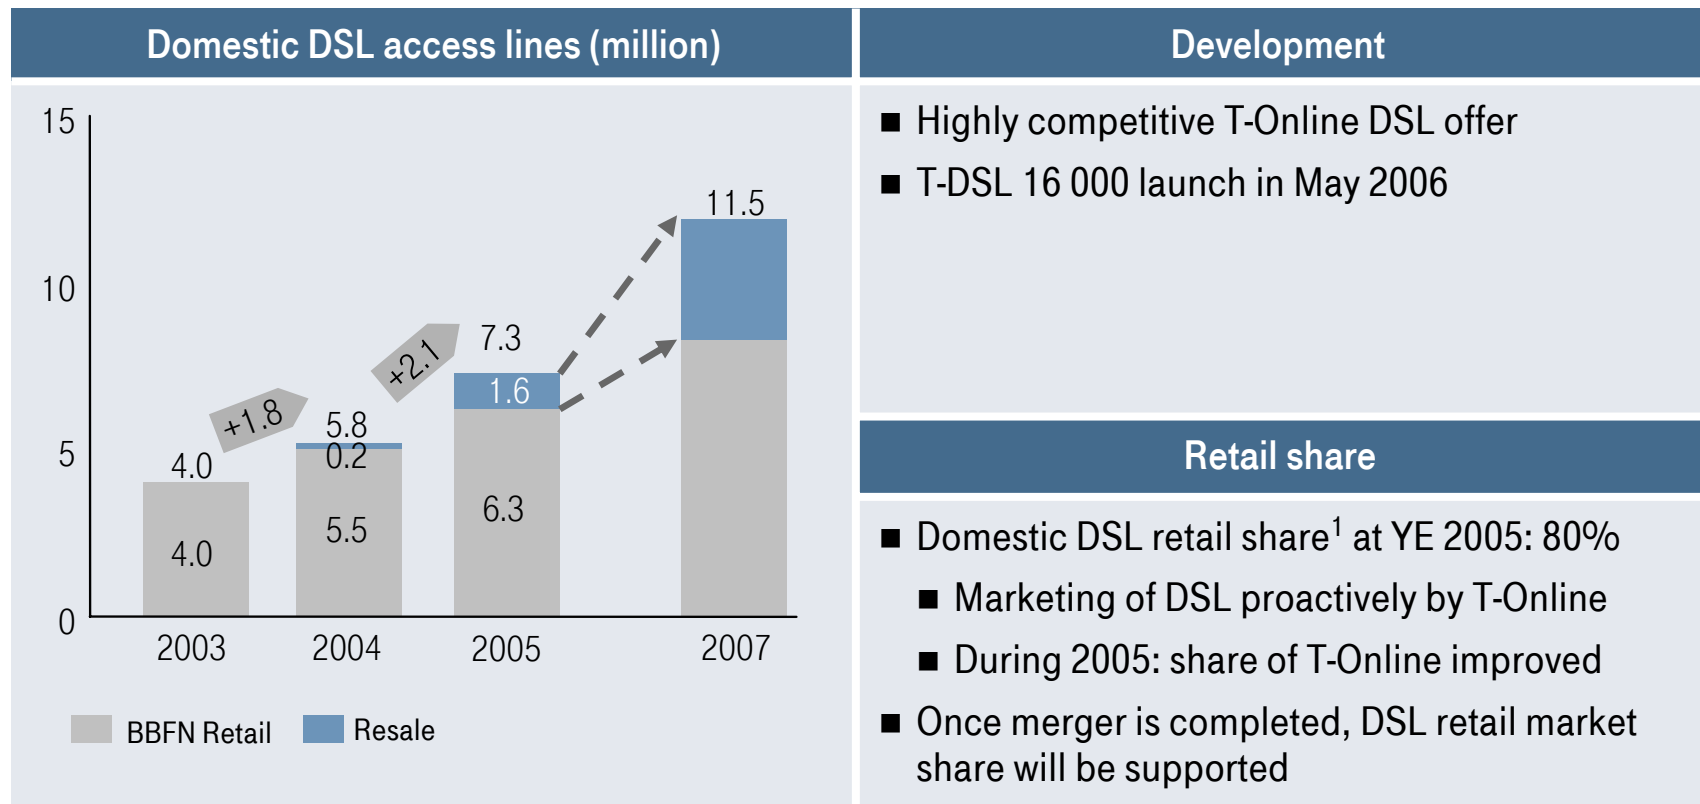 Domestic DSL access lines (million)
15
10
5
0
4.0
4.0
+1.8
5.8
0.2
5.5
+2.1
7.3
1.6
6.3
11.5
2003
2004
2005
2007
BBFN Retail
Resale
Development
■ Highly competitive T-Online DSL offer
■ T-DSL 16 000 launch in May 2006
Retail share
■ Domestic DSL retail share¹ at YE 2005: 80%
■ Marketing of DSL proactively by T-Online
■ During 2005: share of T-Online improved
■ Once merger is completed, DSL retail market
share will be supported